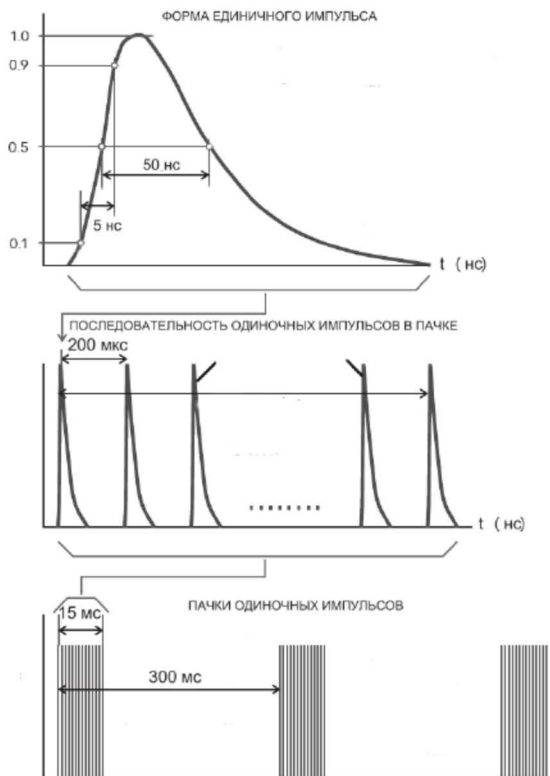 ФОРМА ЕДИНИЧНОГО ИМПУЛЬСА
1.0
0.9
0.5
50 нс
5 нс
0.1
t ( нс)
ПОСЛЕДОВАТЕЛЬНОСТЬ ОДИНОЧНЫХ ИМПУЛЬСОВ В ПАЧКЕ
200 мкс
t ( нс)
ПАЧКИ ОДИНОЧНЫХ ИМПУЛЬСОВ
15 мс
300 мс